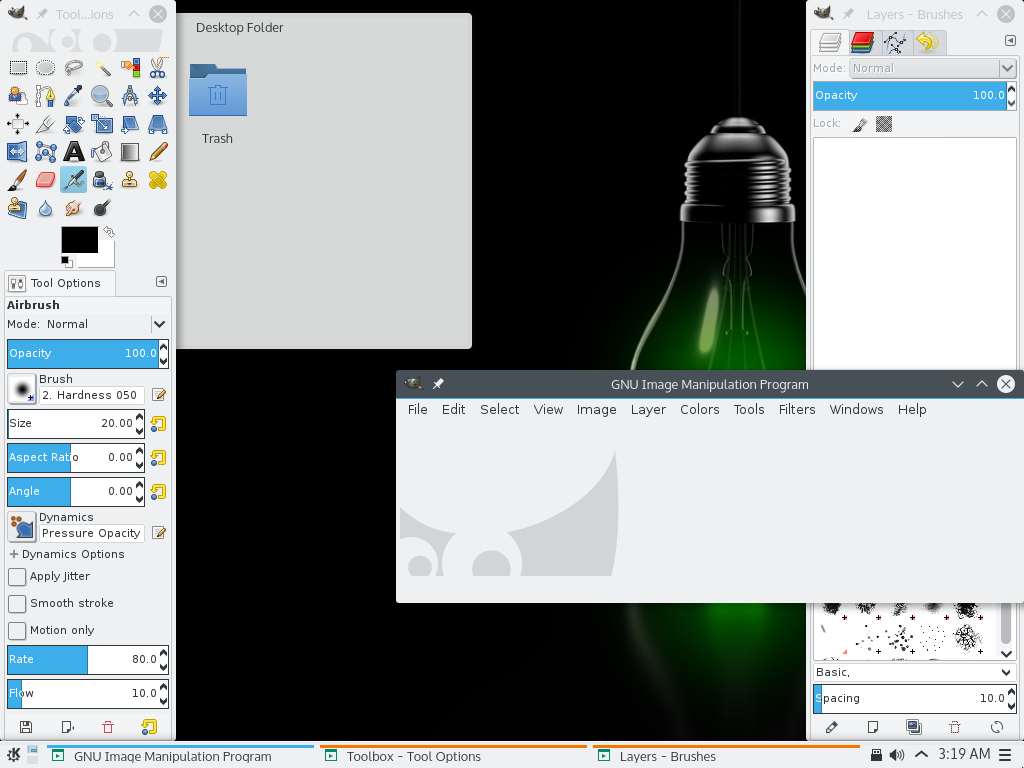 Tool...ions
Tool Options
Airbrush
Mode: Normal
Opacity 100.0
Brush
2. Hardness 050
Size 20.00
Aspect Ratio 0.00
Angle 0.00
Dynamics
Pressure Opacity
Dynamics Options
Apply Jitter
Smooth stroke
Motion only
Rate 80.0
Flow 10.0
Desktop Folder
Trash
Layers - Brushes
Mode: Normal
Opacity 100.0
Lock:
GNU Image Manipulation Program
File Edit Select View Image Layer Colors Tools Filters Windows Help
Basic,
Spacing 10.0
GNU Image Manipulation Program
Toolbox - Tool Options
Layers - Brushes
3:19 AM